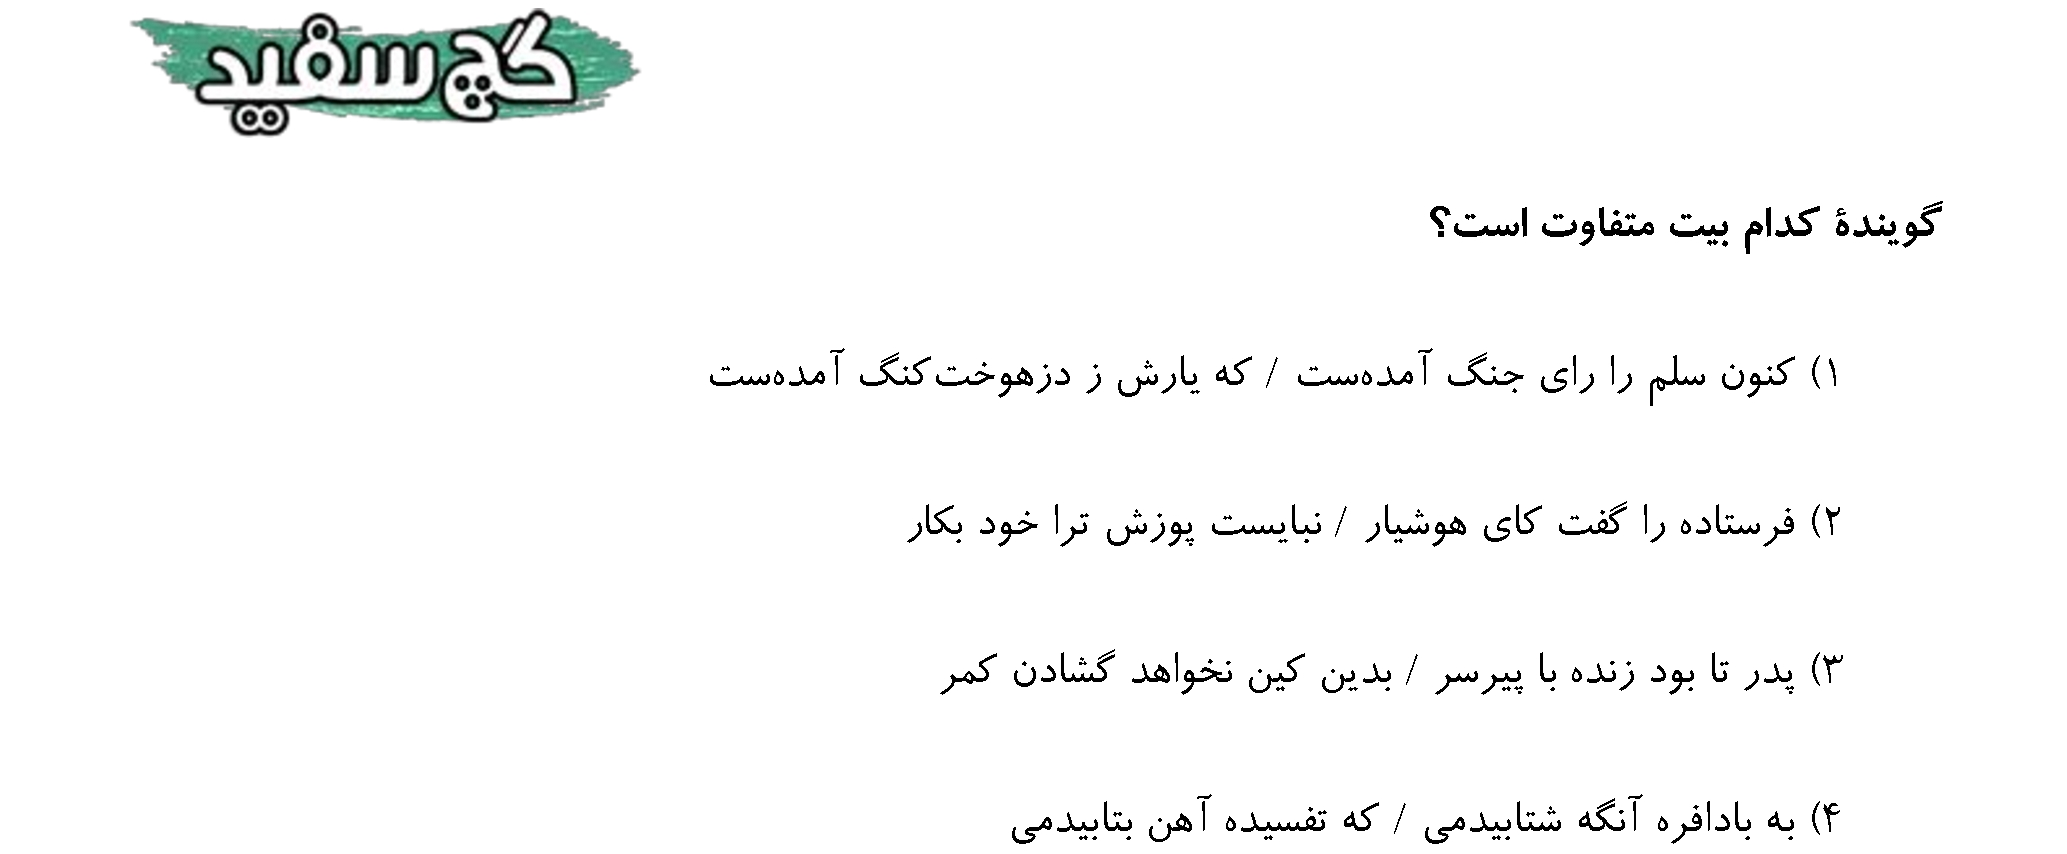 گچ سفید
گویندهٔ کدام بیت متفاوت است؟
۱) کنون سلم را رای جنگ آمده‌ست / که یارش ز دزهوخت‌کنگ آمده‌ست
۲) فرستاده را گفت کای هوشیار / نبایست پوزش ترا خود بکار
۳) پدر تا بود زنده با پیرسر / بدین کین نخواهد گشادن کمر
۴) به بادافره آنگه شتابیدمی / که تفسیده آهن بتابیدمی